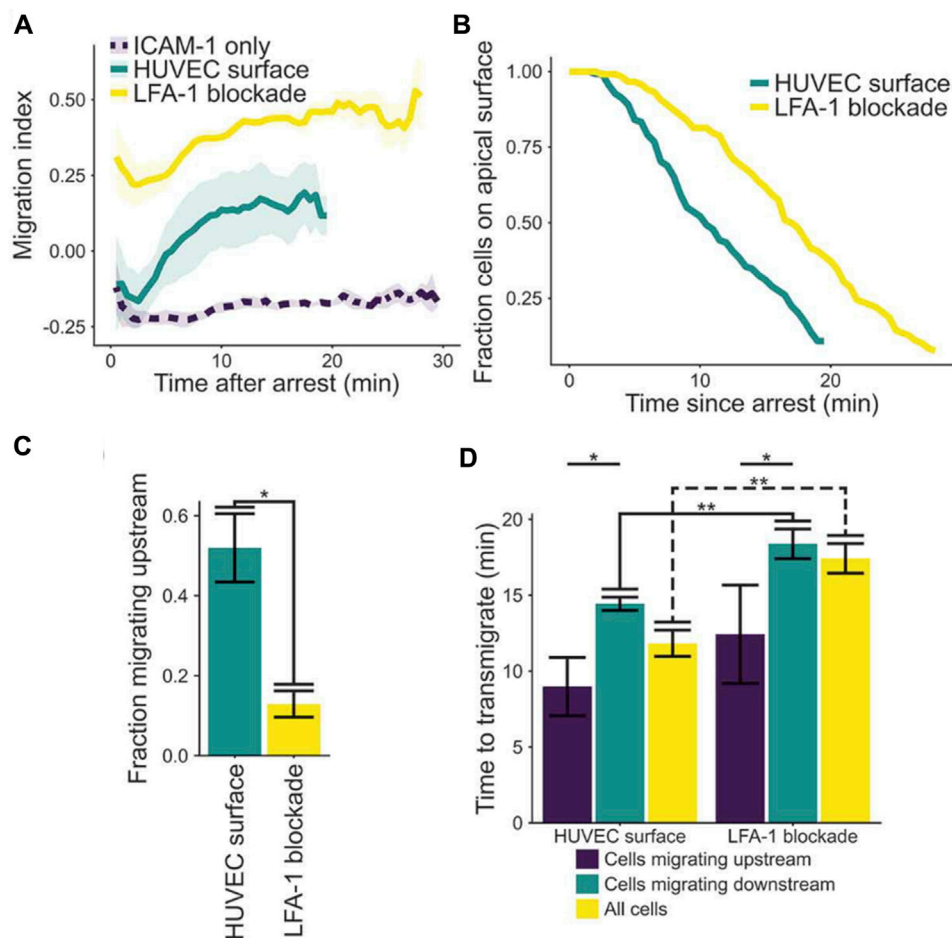 A
ICAM-1 only
HUVEC surface
LFA-1 blockade
Migration index
0.50
0.25
0.00
-0.25
0
10
20
30
Time after arrest (min)
B
HUVEC surface
LFA-1 blockade
Fraction cells on apical surface
1.00
0.75
0.50
0.25
0
10
20
Time since arrest (min)
C
*
Fraction migrating upstream
0.6
0.4
0.2
0.0
HUVEC surface
LFA-1 blockade
D
* *
**
**
Time to transmigrate (min)
20
15
10
5
0
HUVEC surface LFA-1 blockade
Cells migrating upstream
Cells migrating downstream
All cells